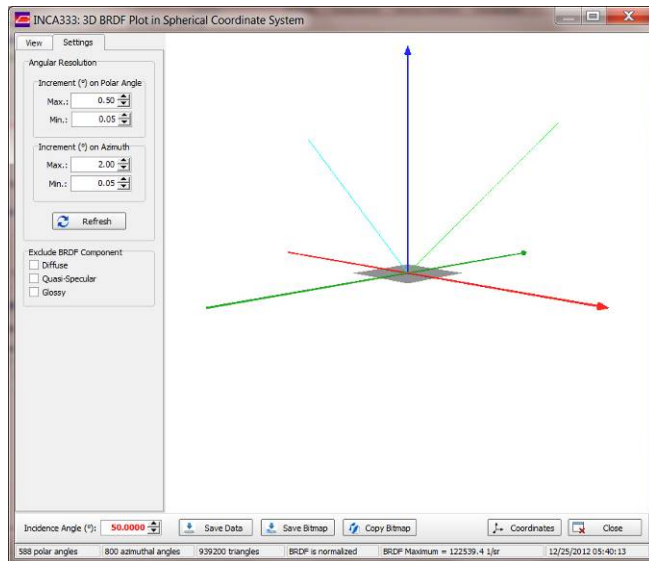 INCA333: 3D BRDF Plot in Spherical Coordinate System
View Settings
Angular Resolution
Increment (°) on Polar Angle
Max.: 0.50
Min.: 0.05
Increment (°) on Azimuth
Max.: 2.00
Min.: 0.05
Refresh
Exclude BRDF Component
Diffuse
Quasi-Specular
Glossy
Incidence Angle (°): 50.0000 Save Data Save Bitmap Copy Bitmap Coordinates Close
588 polar angles 800 azimuthal angles 939200 triangles BRDF is normalized BRDF Maximum = 122539.4 1/sr 12/25/2012 05:40:13